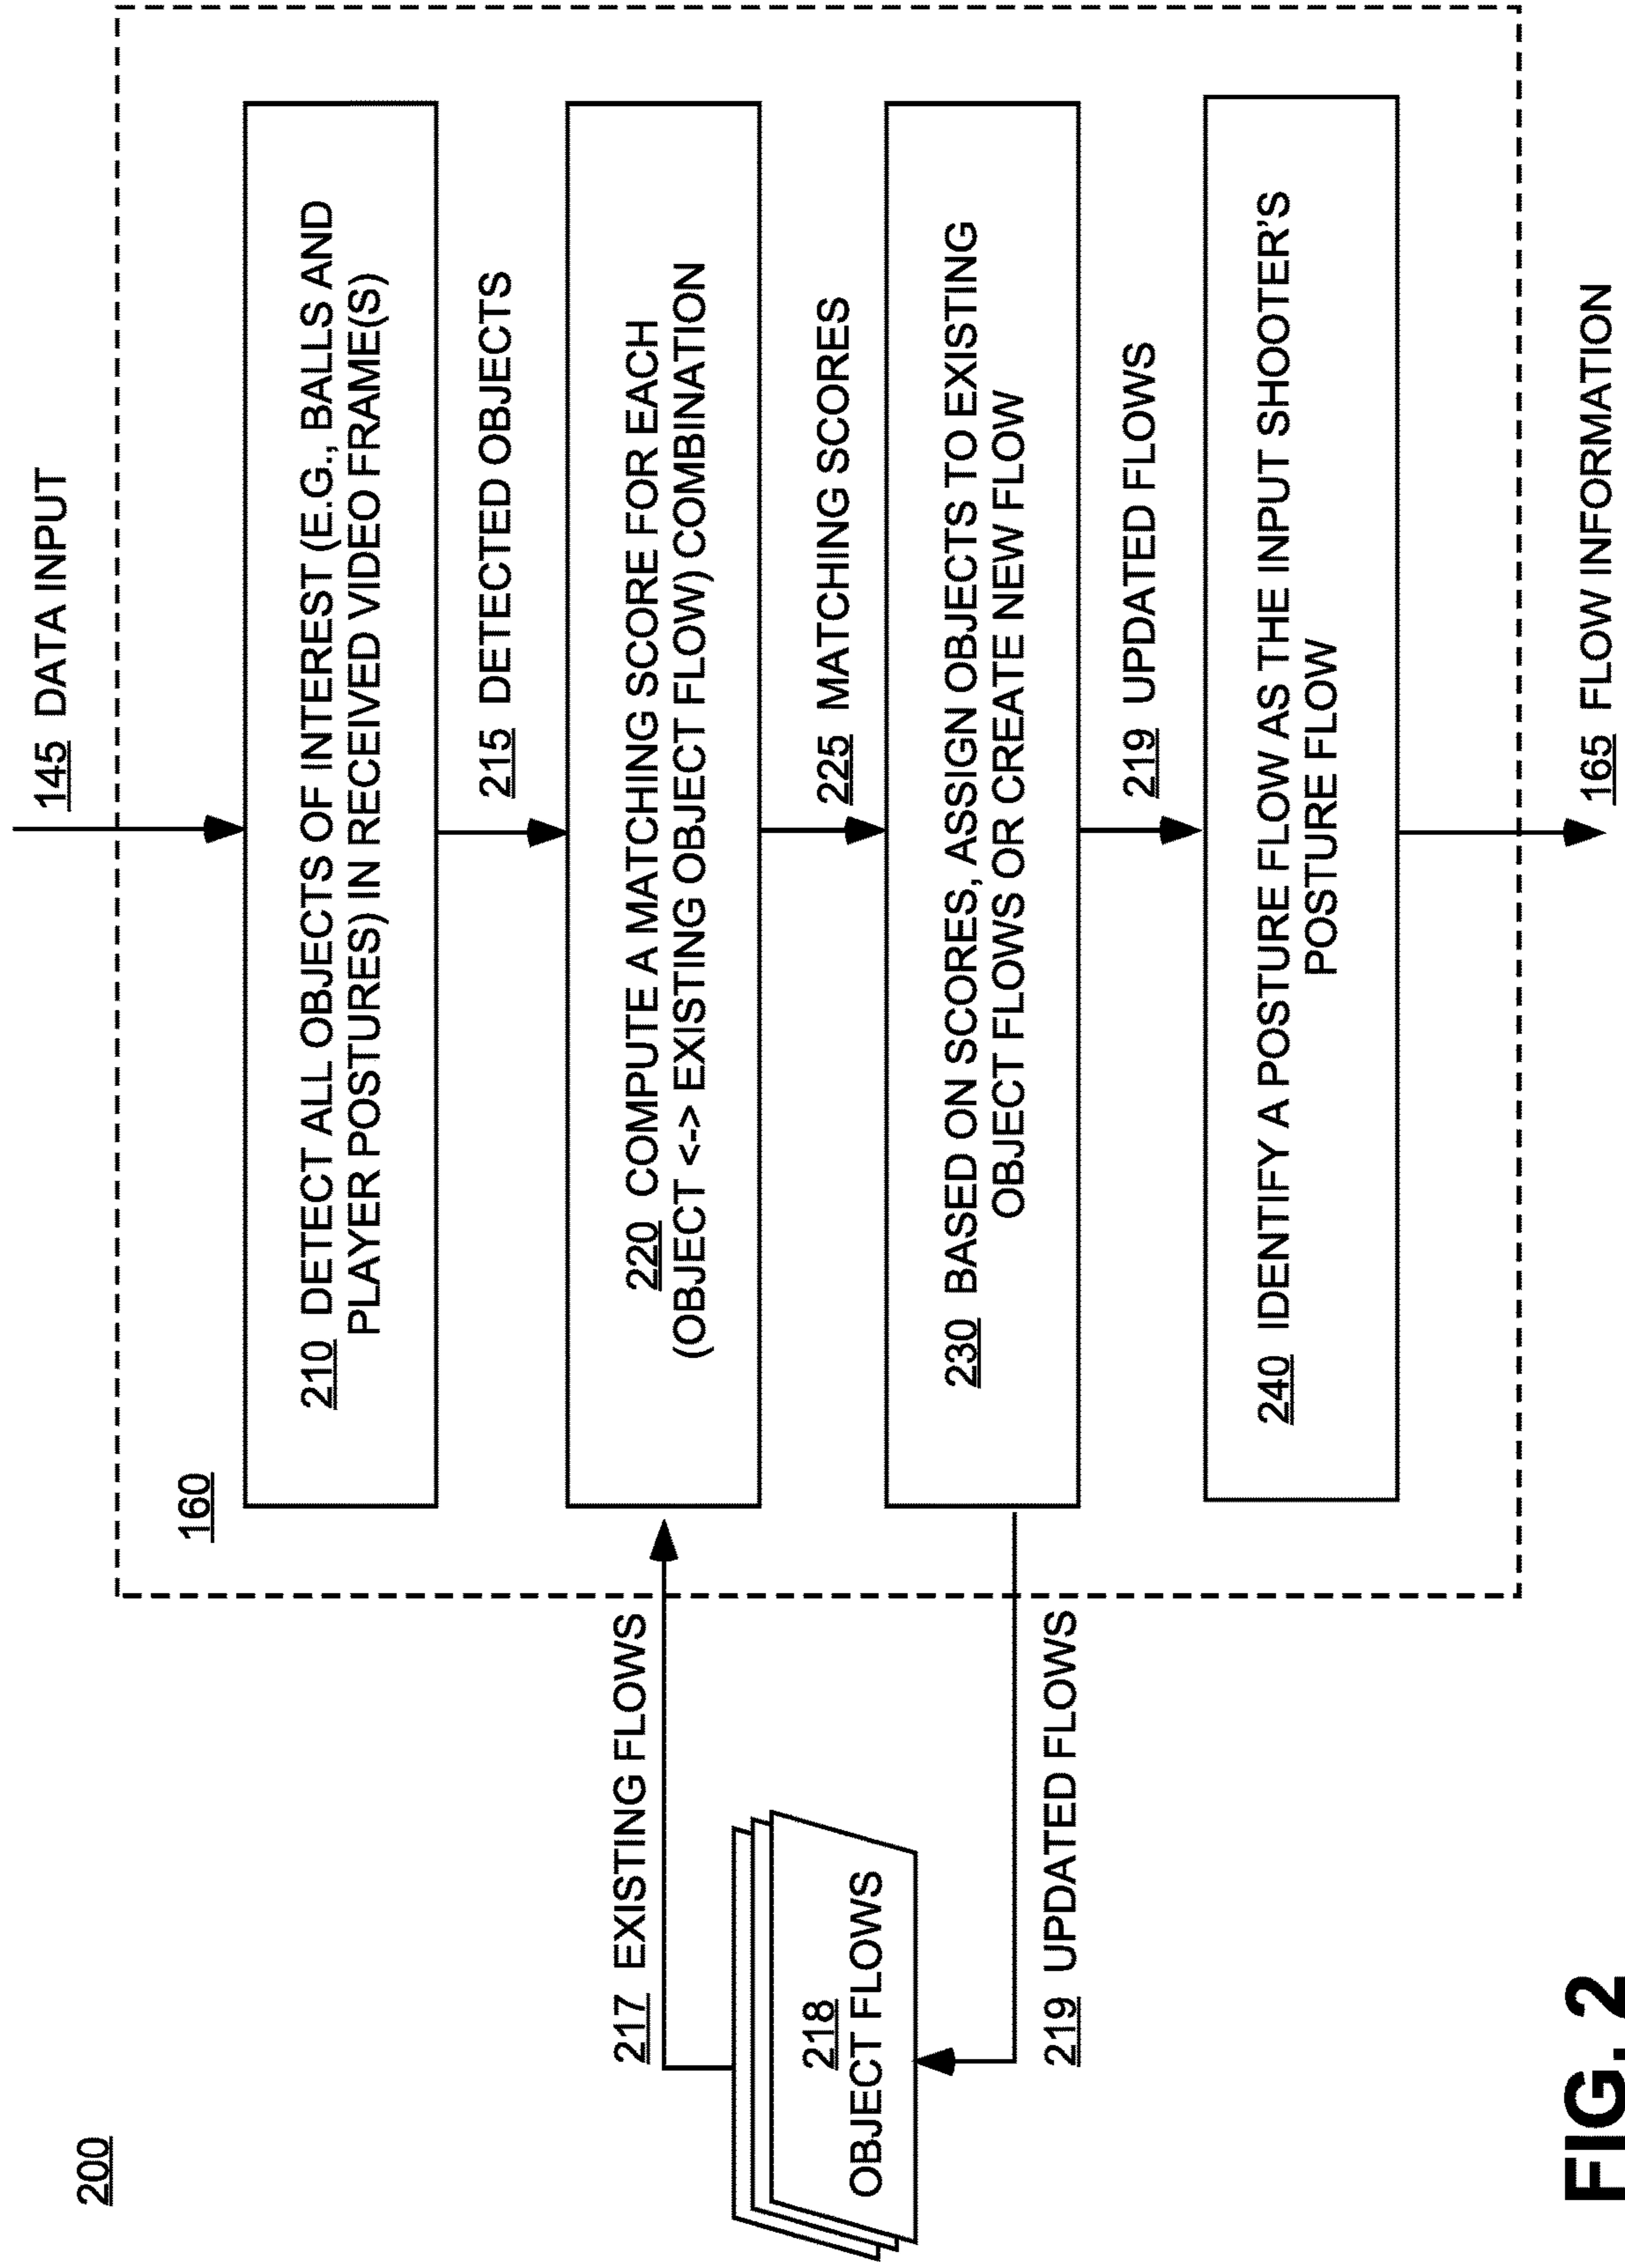 200
145 DATA INPUT
160
210 DETECT ALL OBJECTS OF INTEREST (E.G., BALLS AND
PLAYER POSTURES) IN RECEIVED VIDEO FRAME(S)
215 DETECTED OBJECTS
217 EXISTING FLOWS
220 COMPUTE A MATCHING SCORE FOR EACH
(OBJECT <-> EXISTING OBJECT FLOW) COMBINATION
218
OBJECT FLOWS
225 MATCHING SCORES
230 BASED ON SCORES, ASSIGN OBJECTS TO EXISTING
OBJECT FLOWS OR CREATE NEW FLOW
219 UPDATED FLOWS
219 UPDATED FLOWS
240 IDENTIFY A POSTURE FLOW AS THE INPUT SHOOTER'S
POSTURE FLOW
165 FLOW INFORMATION
FIG. 2